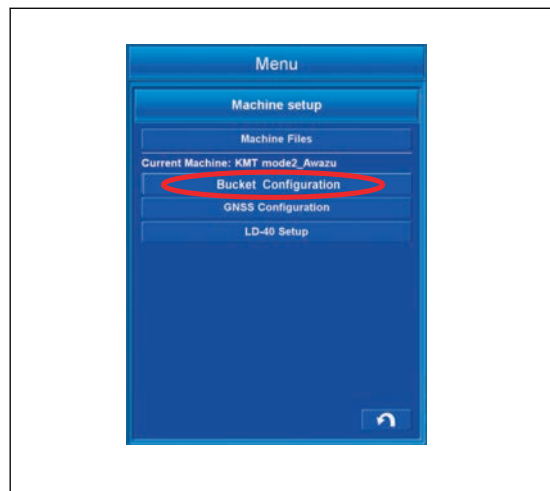 Menu
Machine setup
Machine Files
Current Machine: KMT mode2_Awazu
Bucket Configuration
GNSS Configuration
LD-40 Setup